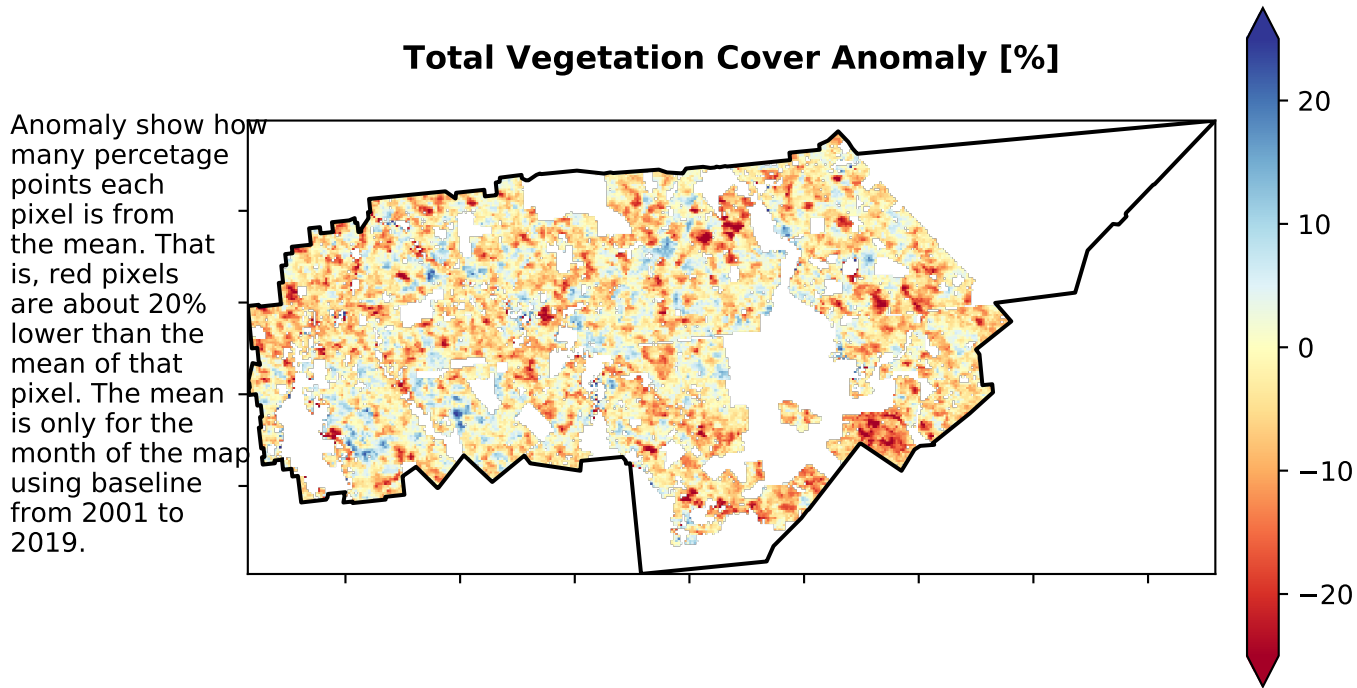 Total Vegetation Cover Anomaly [%]
Anomaly show how
many percetage
points each
pixel is from
the mean. That
is, red pixels
are about 20%
lower than the
mean of that
pixel. The mean
is only for the
month of the map
using baseline
from 2001 to
2019.
20
10
0
−10
−20